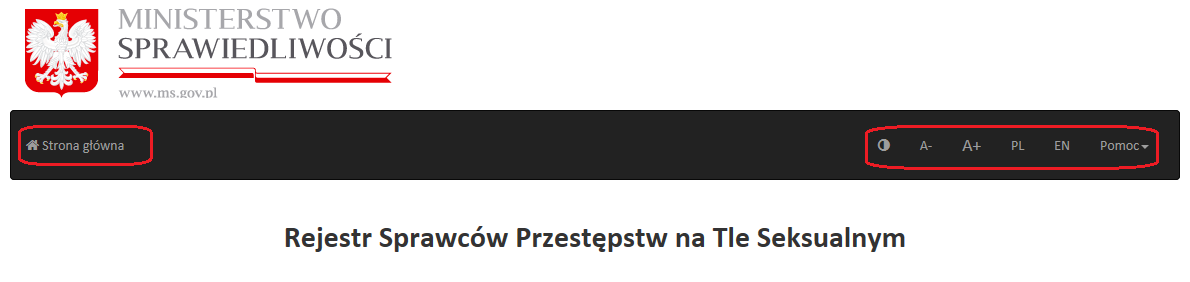 MINISTERSTWO
SPRAWIEDLIWOŚCI
www.ms.gov.pl
Strona główna A- A+ PL EN Pomoc
Rejestr Sprawców Przestępstw na Tle Seksualnym